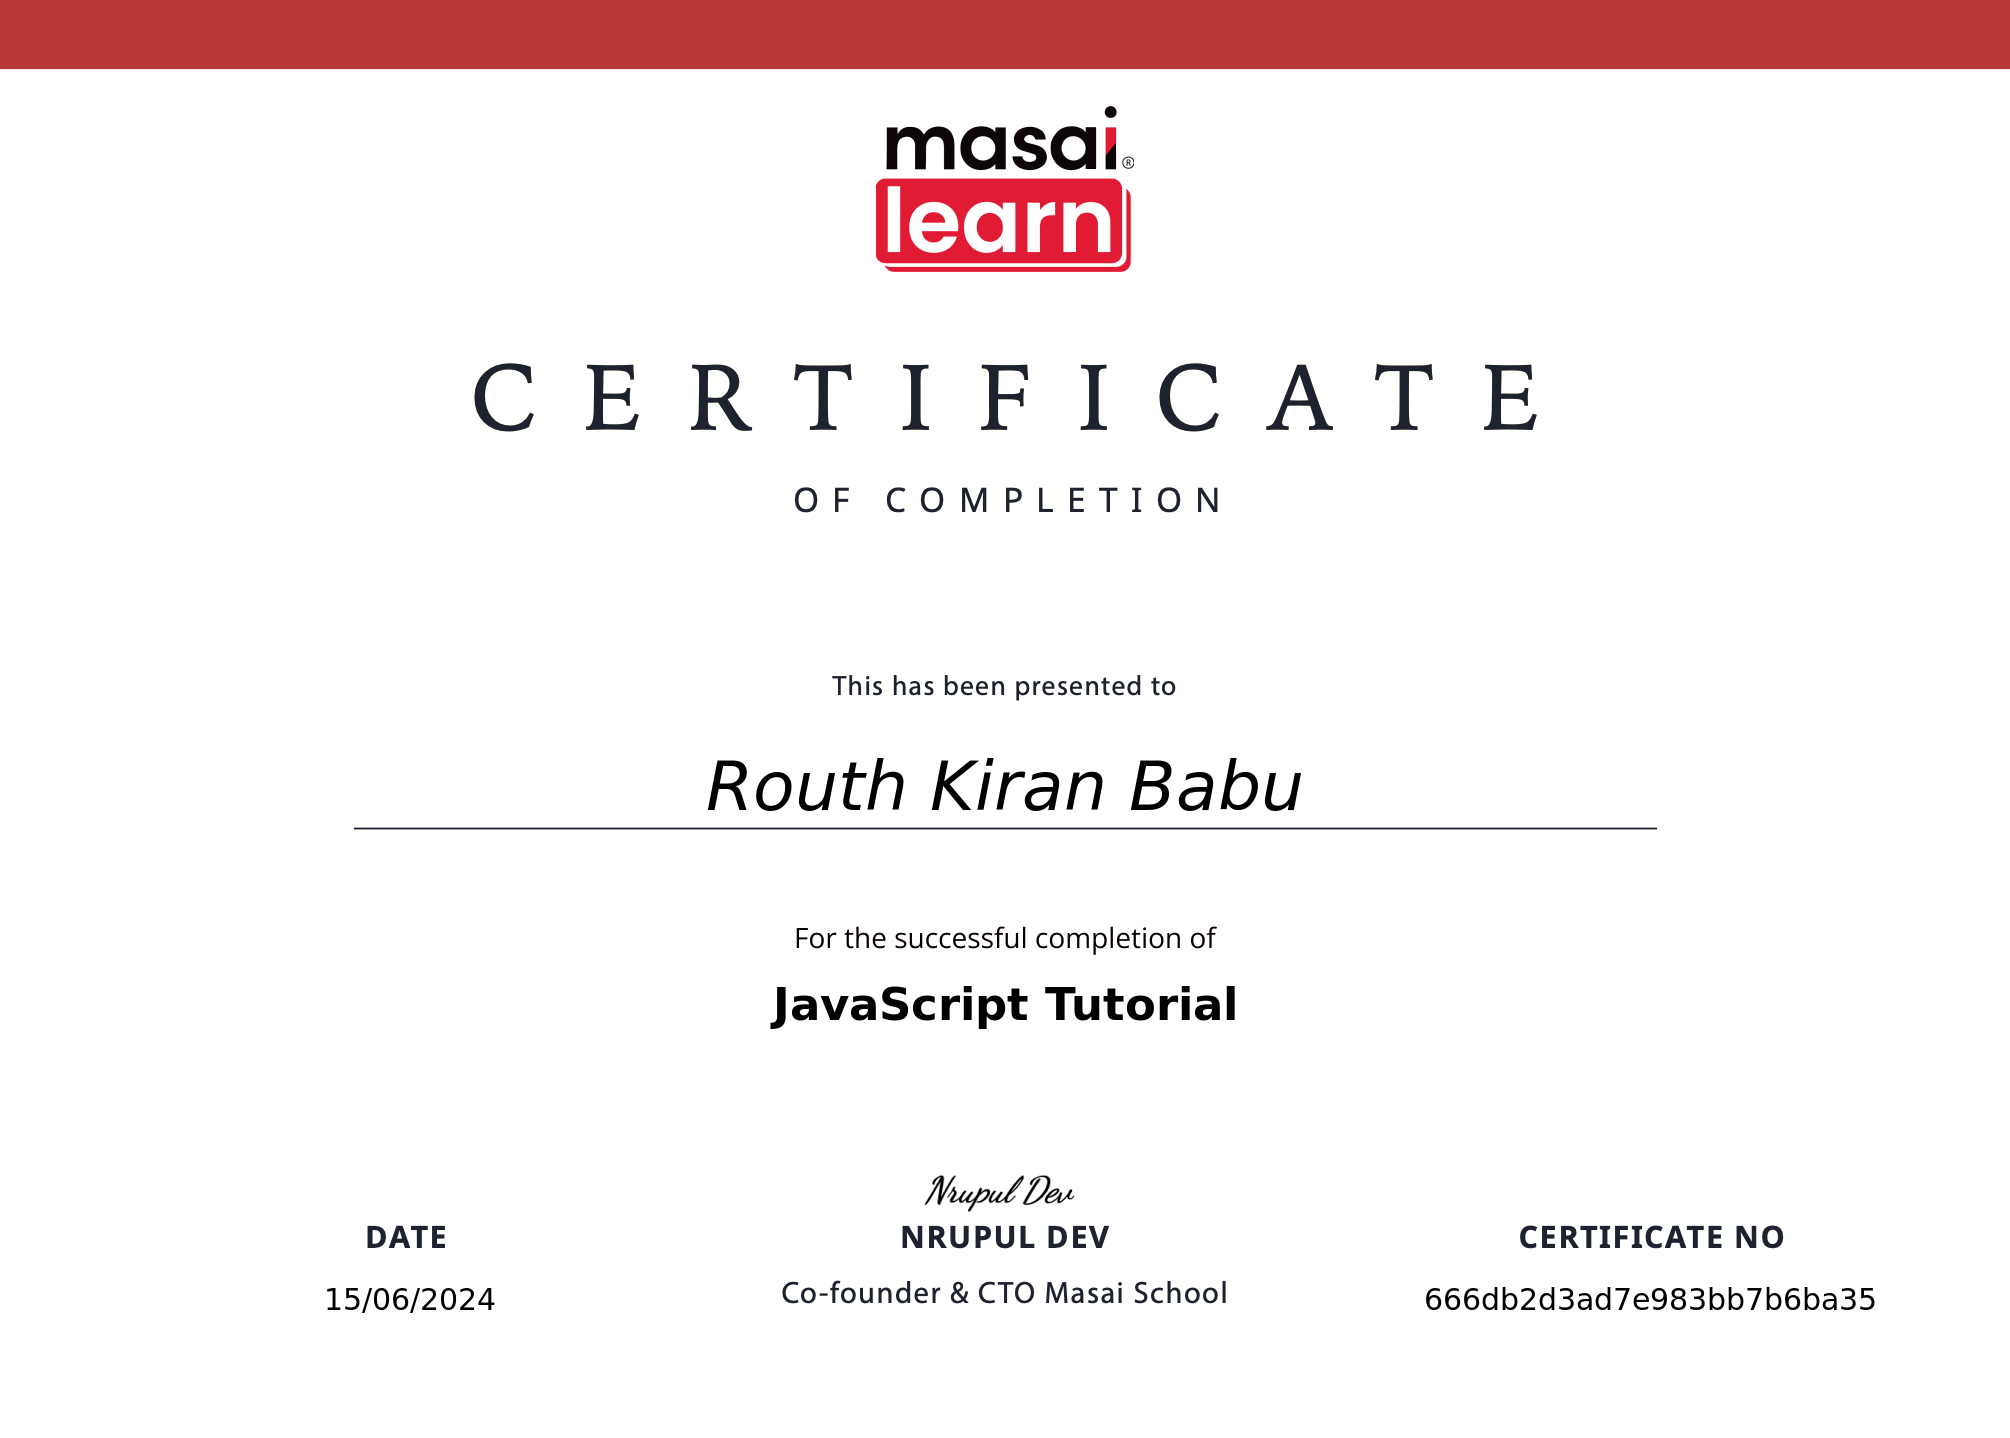 masai®
learn
CERTIFICATE
OF COMPLETION
This has been presented to
Routh Kiran Babu
For the successful completion of
JavaScript Tutorial
Nrupul Dev
DATE
NRUPUL DEV
CERTIFICATE NO
15/06/2024
Co-founder & CTO Masai School
666db2d3ad7e983bb7b6ba35